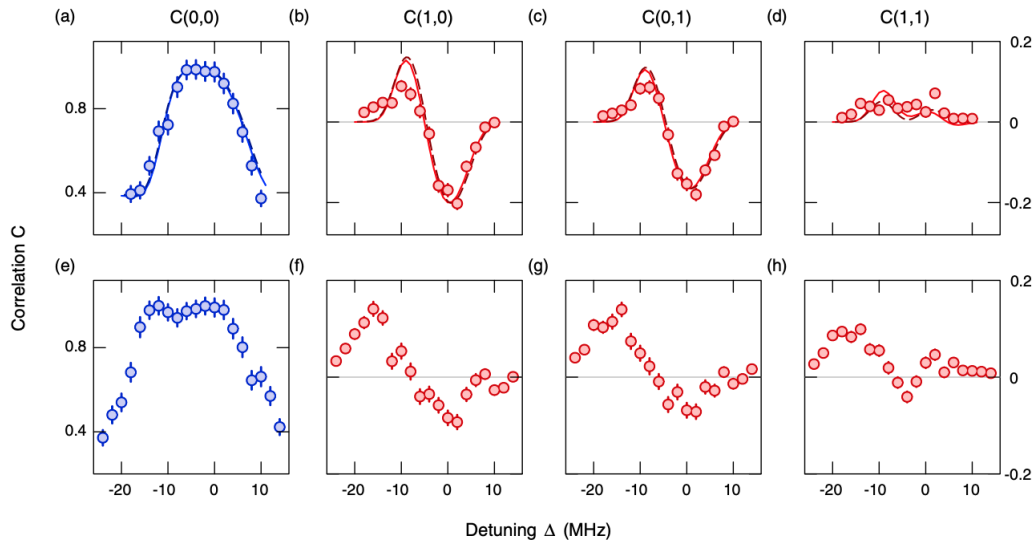 (a) C(0,0) (b) C(1,0) (c) C(0,1) (d) C(1,1)
0.2
0.8
0
0.4
-0.2
Correlation C
(e) (f) (g) (h)
0.2
0.8
0
0.4
-0.2
-20 -10 0 10 -20 -10 0 10 -20 -10 0 10 -20 -10 0 10
Detuning Δ (MHz)